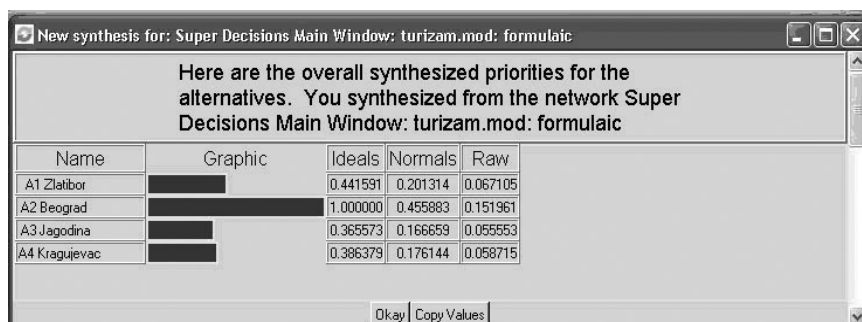 New synthesis for: Super Decisions Main Window: turizam.mod: formulaic
Here are the overall synthesized priorities for the
alternatives. You synthesized from the network Super
Decisions Main Window: turizam.mod: formulaic
Name Graphic Ideals Normals Raw
A1 Zlatibor 0.441591 0.201314 0.067105
A2 Beograd 1.000000 0.455883 0.151961
A3 Jagodina 0.365573 0.166659 0.055553
A4 Kragujevac 0.386379 0.176144 0.058715
Okay Copy Values